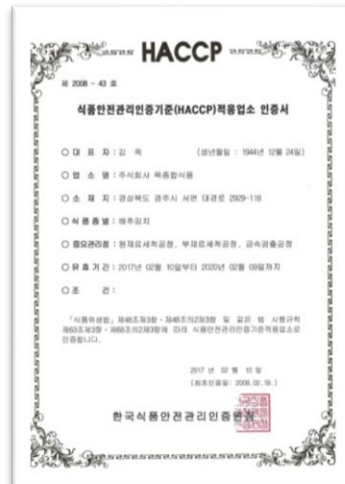 HACCP
제 2008 - 43 호
식품안전관리인증기준(HACCP)적용업소 인증서
○ 대 표 자 : 김 옥 (생년월일 : 1944년 12월 24일)
○ 업 소 명 : 주식회사 옥종합식품
○ 소 재 지 : 경상북도 경주시 서면 대경로 2929-118
○ 식 품 종 별 : 배추김치
○ 중요관리점 : 원재료세척공정, 부재료세척공정, 금속검출공정
○ 유 효 기 간 : 2017년 02월 10일부터 2020년 02월 09일까지
○ 조 건 :
「식품위생법」 제48조제3항ㆍ제48조의2제3항 및 같은 법 시행규칙
제63조제3항ㆍ제68조의2제3항에 따라 식품안전관리인증기준적용업소로
인증합니다.
2017 년 02 월 10 일
(최초인증일: 2008.02.19.)
한국식품안전관리인증원장